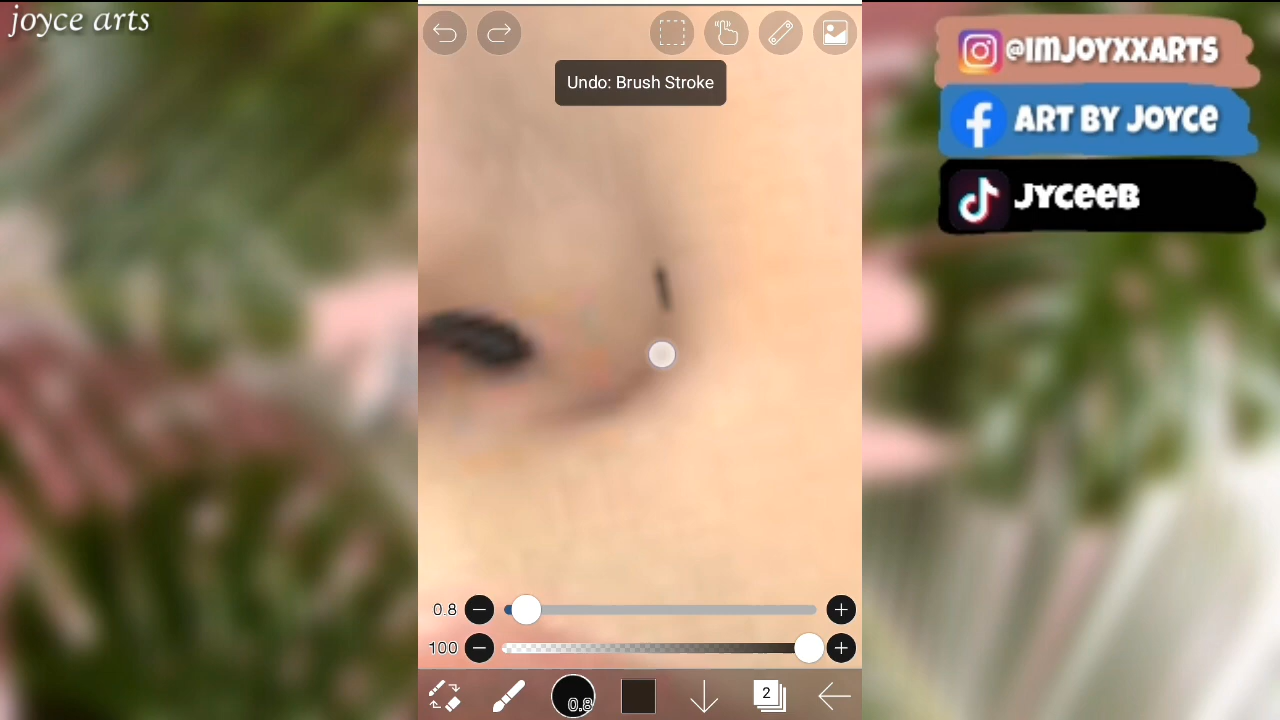 joyce arts
Undo: Brush Stroke
@IMJOYXXARTS
ART BY JOYCE
JYCEEB
0.8
100
0.8
2